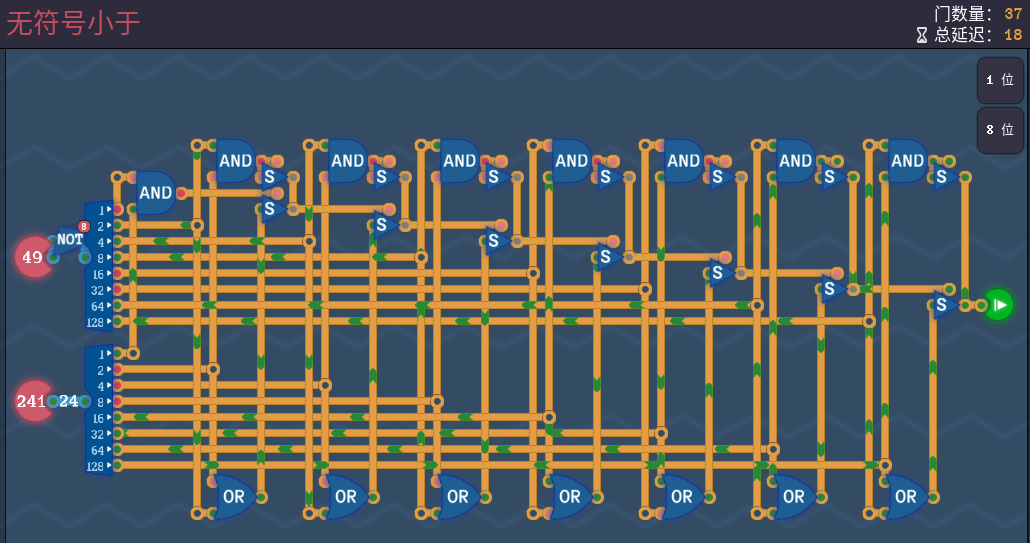 无符号小于
门数量: 37
总延迟: 18
1 位
8 位
AND AND AND AND AND AND AND
S S S S S S S
AND
1
2
4
8
16
32
64
128
S
S
S
S
S
S
S
NOT
8
49
1
2
4
8
16
32
64
128
241
24
OR OR OR OR OR OR OR